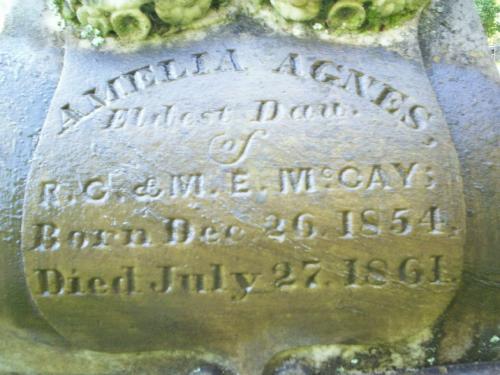 AMELIA AGNES,
Eldest Dau.
of
R. C. & M. E. McCAY;
Born Dec 26. 1854.
Died July 27. 1861.